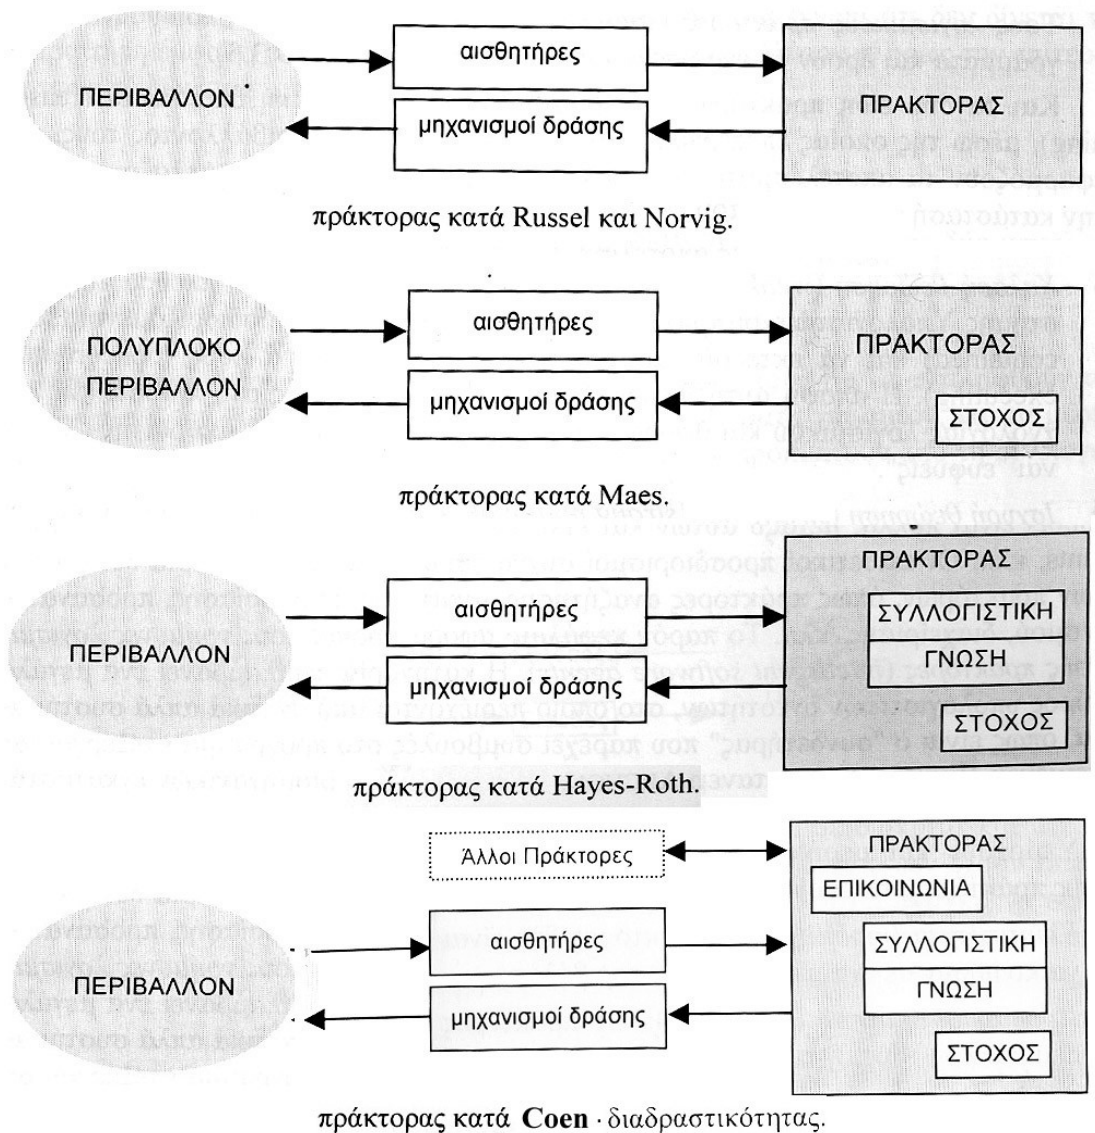 αισθητήρες
ΠΕΡΙΒΑΛΛΟΝ
ΠΡΑΚΤΟΡΑΣ
μηχανισμοί δράσης
πράκτορας κατά Russel και Norvig.
αισθητήρες
ΠΟΛΥΠΛΟΚΟ
ΠΕΡΙΒΑΛΛΟΝ
ΠΡΑΚΤΟΡΑΣ
μηχανισμοί δράσης
ΣΤΟΧΟΣ
πράκτορας κατά Maes.
ΠΡΑΚΤΟΡΑΣ
αισθητήρες
ΣΥΛΛΟΓΙΣΤΙΚΗ
ΠΕΡΙΒΑΛΛΟΝ
ΓΝΩΣΗ
μηχανισμοί δράσης
ΣΤΟΧΟΣ
πράκτορας κατά Hayes-Roth.
Άλλοι Πράκτορες
ΠΡΑΚΤΟΡΑΣ
ΕΠΙΚΟΙΝΩΝΙΑ
αισθητήρες
ΣΥΛΛΟΓΙΣΤΙΚΗ
ΠΕΡΙΒΑΛΛΟΝ
ΓΝΩΣΗ
μηχανισμοί δράσης
ΣΤΟΧΟΣ
πράκτορας κατά Coen · διαδραστικότητας.